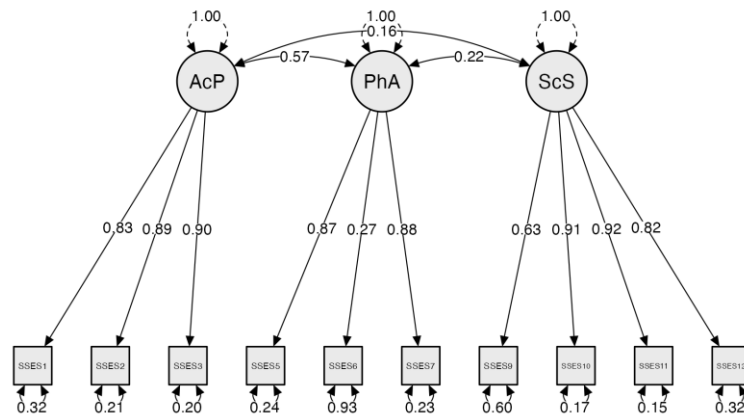 1.00 1.00 1.00
0.16
0.57 0.22
AcP PhA ScS
0.83 0.89 0.90 0.87 0.27 0.88 0.63 0.91 0.92 0.82
SSES1 SSES2 SSES3 SSES5 SSES6 SSES7 SSES9 SSES10 SSES11 SSES12
0.32 0.21 0.20 0.24 0.93 0.23 0.60 0.17 0.15 0.32